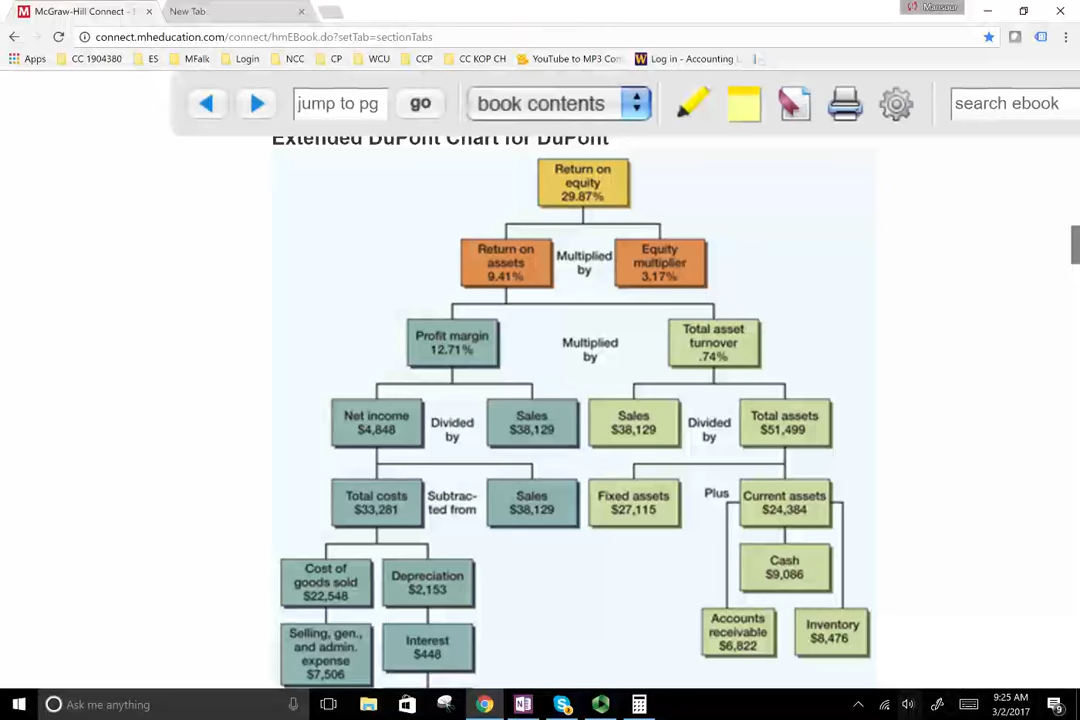 McGraw-Hill Connect -
New Tab
Mansour
connect.mheducation.com/connect/hmEBook.do?setTab=sectionTabs
Apps CC 1904380 ES MFalk Login NCC CP WCU CCP CC KOP CH YouTube to MP3 Con Log in - Accounting L
jump to pg go book contents search ebook
Extended DuPont Chart for DuPont
Return on
equity
29.87%
Return on
assets
9.41%
Multiplied
by
Equity
multiplier
3.17%
Profit margin
12.71%
Multiplied
by
Total asset
turnover
.74%
Net income
$4,848
Divided
by
Sales
$38,129
Sales
$38,129
Divided
by
Total assets
$51,499
Total costs
$33,281
Subtrac-
ted from
Sales
$38,129
Fixed assets
$27,115
Plus
Current assets
$24,384
Cash
$9,086
Cost of
goods sold
$22,548
Depreciation
$2,153
Accounts
receivable
$6,822
Inventory
$8,476
Selling, gen.,
and admin.
expense
$7,506
Interest
$448
Ask me anything
9:25 AM
3/2/2017